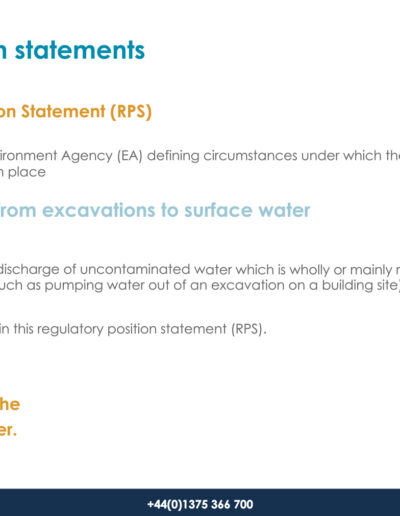 statements
on Statement (RPS)
ironment Agency (EA) defining circumstances under which the
place
from excavations to surface water
discharge of uncontaminated water which is wholly or mainly
such as pumping water out of an excavation on a building site)
in this regulatory position statement (RPS).
he
er.
+44(0)1375 366 700